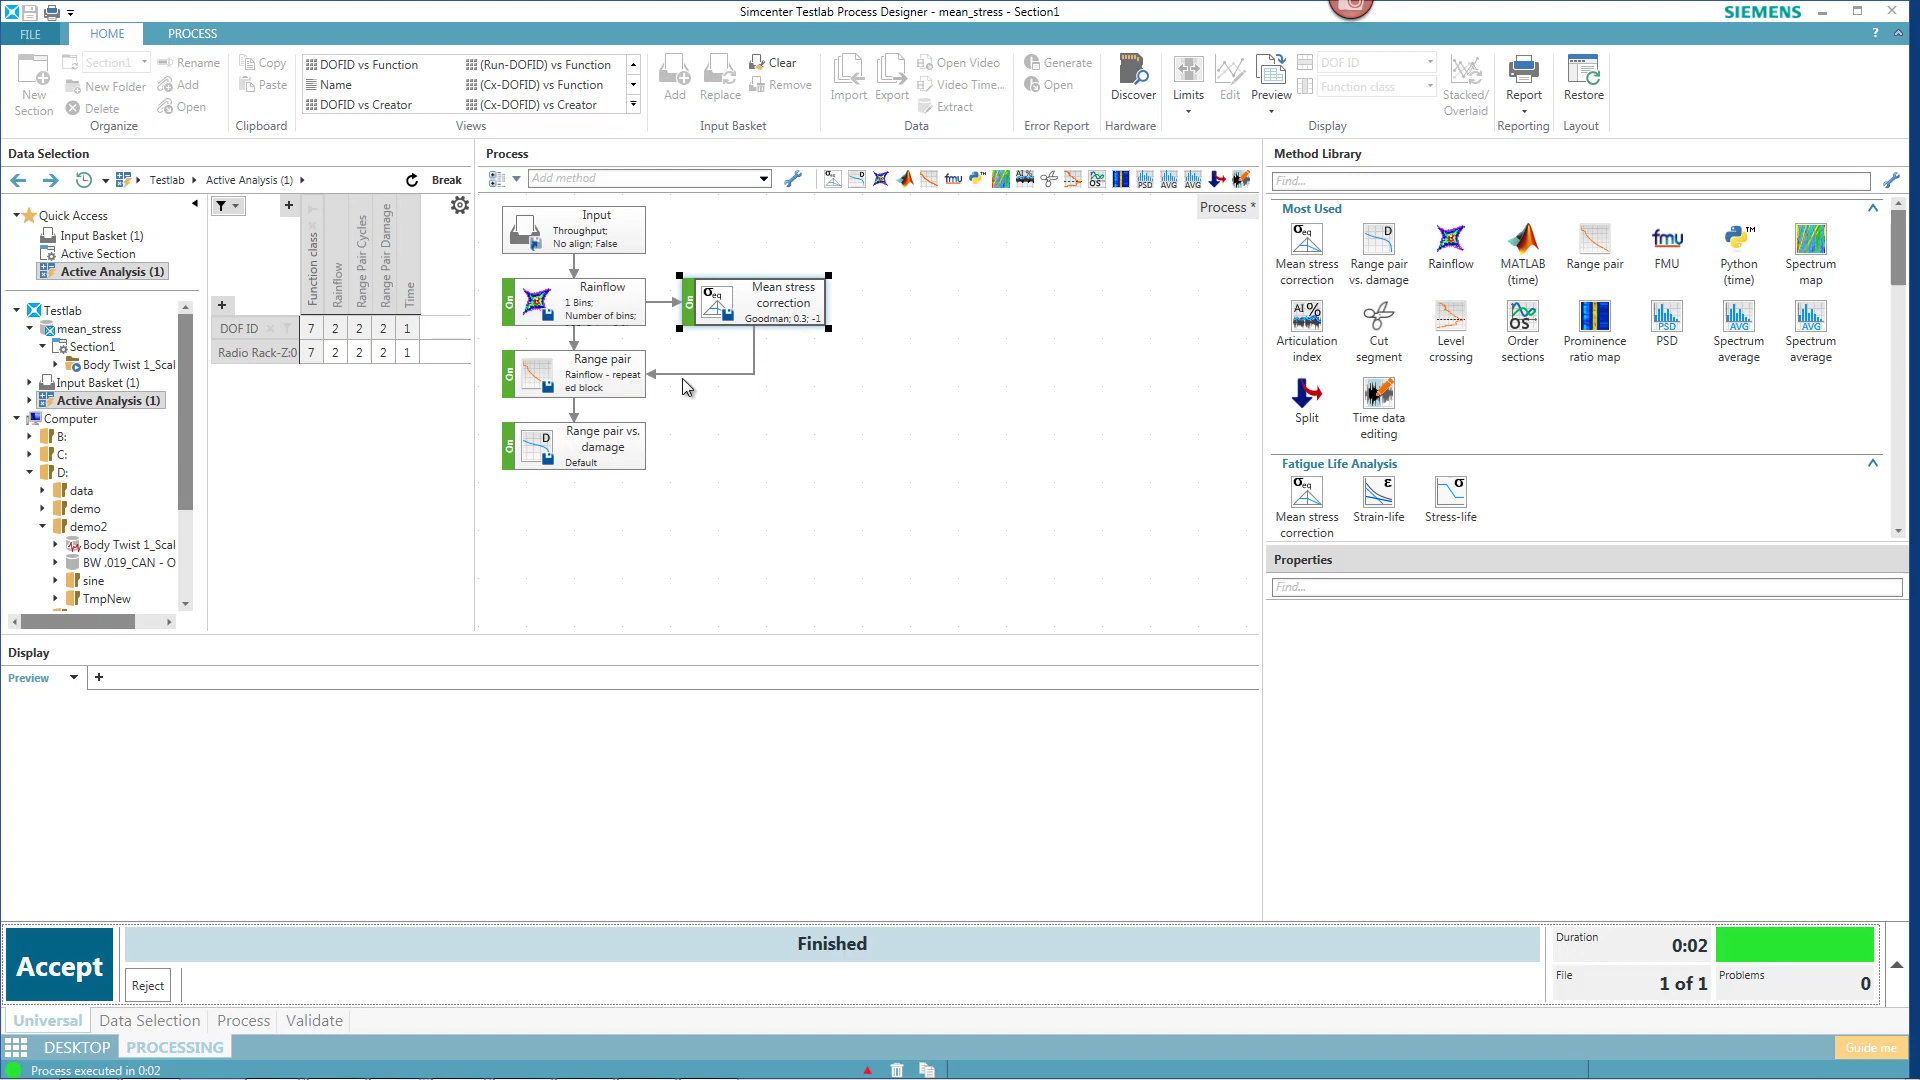 Simcenter Testlab Process Designer - mean_stress - Section1
SIEMENS
FILE
HOME
PROCESS
?
New Section
Section1
New Folder
Delete
Rename
Add
Open
Organize
Copy
Paste
Clipboard
DOFID vs Function
Name
DOFID vs Creator
(Run-DOFID) vs Function
(Cx-DOFID) vs Function
(Cx-DOFID) vs Creator
Views
Add
Replace
Clear
Remove
Input Basket
Import
Export
Open Video
Video Time...
Extract
Data
Generate
Open
Error Report
Discover
Hardware
Limits
Edit
Preview
DOF ID
Function class
Stacked/
Overlaid
Display
Report
Reporting
Restore
Layout
Data Selection
Testlab
Active Analysis (1)
Break
Quick Access
Input Basket (1)
Active Section
Active Analysis (1)
Testlab
mean_stress
Section1
Body Twist 1_Scal
Input Basket (1)
Active Analysis (1)
Computer
B:
C:
D:
data
demo
demo2
Body Twist 1_Scal
BW .019_CAN - O
sine
TmpNew
Function class
Rainflow
Range Pair Cycles
Range Pair Damage
Time
DOF ID 7 2 2 2 1
Radio Rack-Z:0 7 2 2 2 1
Process
Add method
Process *
Input
Throughput;
No align; False
On
Rainflow
1 Bins;
Number of bins;
On
σeq
Mean stress
correction
Goodman; 0.3; -1
On
Range pair
Rainflow - repeat
ed block
On
D
Range pair vs.
damage
Default
Method Library
Find...
Most Used
Mean stress
correction
Range pair
vs. damage
Rainflow
MATLAB
(time)
Range pair
fmu
FMU
Python
(time)
Spectrum
map
AI %
Articulation
index
Cut
segment
Level
crossing
OS
Order
sections
Prominence
ratio map
PSD
PSD
AVG
Spectrum
average
AVG
Spectrum
average
Split
Time data
editing
Fatigue Life Analysis
σeq
Mean stress
correction
ε
Strain-life
σ
Stress-life
Properties
Find...
Display
Preview
Accept
Finished
Reject
Duration
0:02
File
1 of 1
Problems
0
Universal
Data Selection
Process
Validate
DESKTOP
PROCESSING
Guide me
Process executed in 0:02